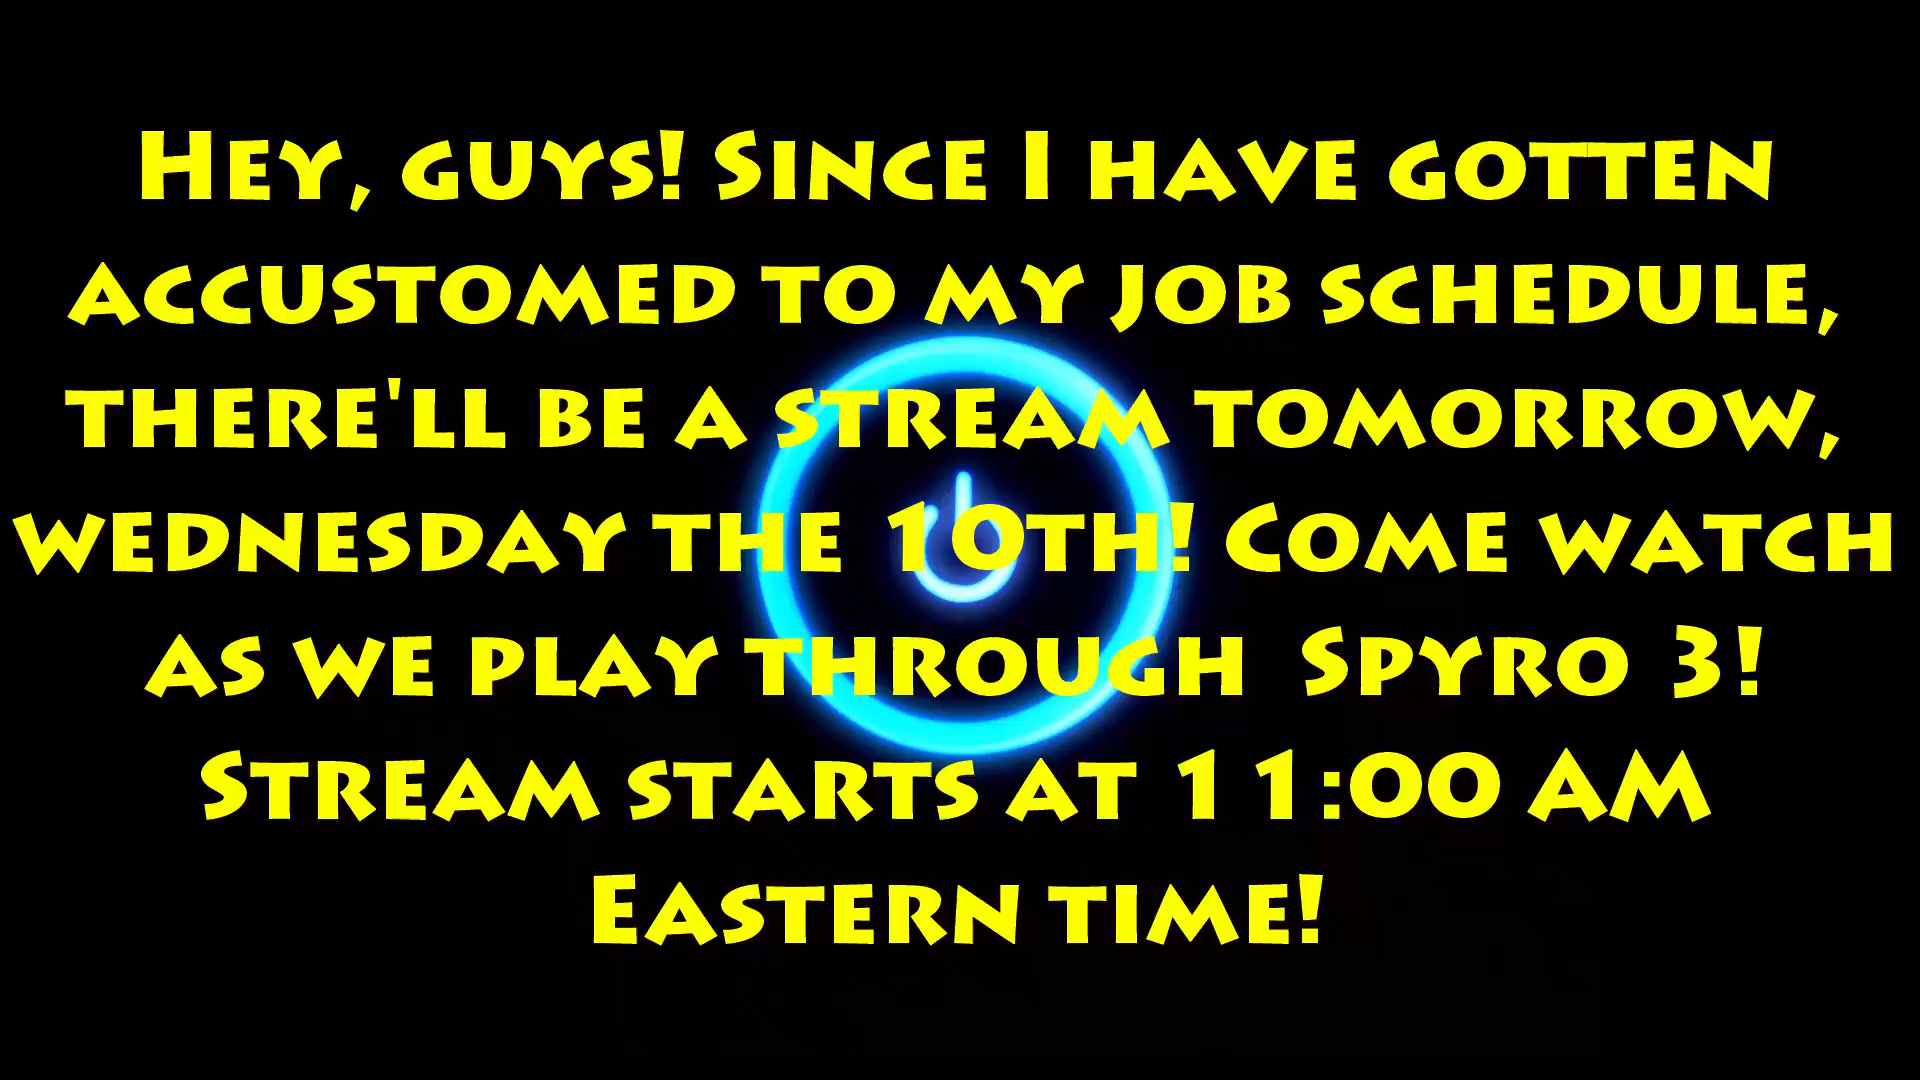 Hey, guys! Since I have gotten
accustomed to my job schedule,
there'll be a stream tomorrow,
wednesday the 10th! Come watch
as we play through Spyro 3!
Stream starts at 11:00 AM
Eastern time!